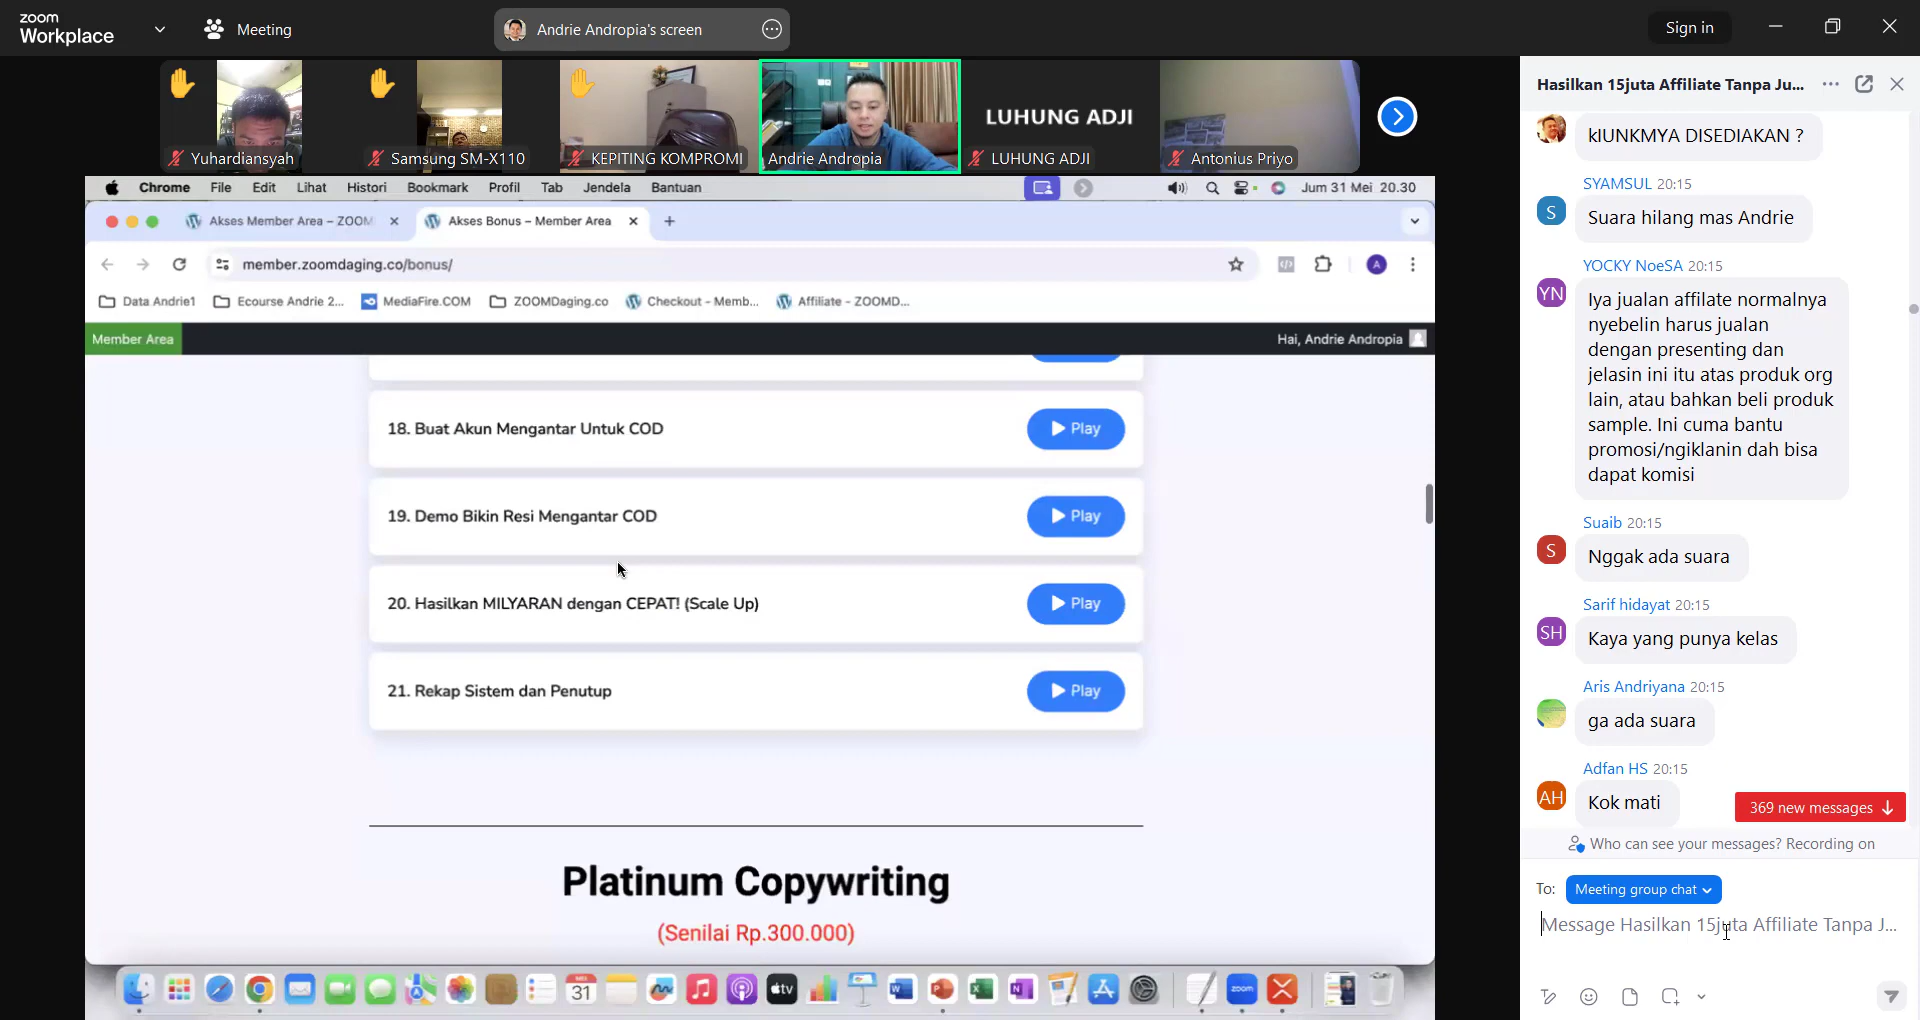 zoom
Workplace
Meeting
Andrie Andropia's screen
Sign in
Yuhardiansyah
Samsung SM-X110
KEPITING KOMPROMI
Andrie Andropia
LUHUNG ADJI
LUHUNG ADJI
Antonius Priyo
Chrome File Edit Lihat Histori Bookmark Profil Tab Jendela Bantuan
Jum 31 Mei 20.30
Akses Member Area – ZOOM
Akses Bonus – Member Area
member.zoomdaging.co/bonus/
A
Data Andrie1
Ecourse Andrie 2...
MediaFire.COM
ZOOMDaging.co
Checkout - Memb...
Affiliate - ZOOMD...
Member Area
Hai, Andrie Andropia
18. Buat Akun Mengantar Untuk COD
Play
19. Demo Bikin Resi Mengantar COD
Play
20. Hasilkan MILYARAN dengan CEPAT! (Scale Up)
Play
21. Rekap Sistem dan Penutup
Play
Platinum Copywriting
(Senilai Rp.300.000)
31
tv
zoom
Hasilkan 15juta Affiliate Tanpa Ju...
kIUNKMYA DISEDIAKAN ?
SYAMSUL 20:15
S
Suara hilang mas Andrie
YOCKY NoeSA 20:15
YN
Iya jualan affilate normalnya
nyebelin harus jualan
dengan presenting dan
jelasin ini itu atas produk org
lain, atau bahkan beli produk
sample. Ini cuma bantu
promosi/ngiklanin dah bisa
dapat komisi
Suaib 20:15
S
Nggak ada suara
Sarif hidayat 20:15
SH
Kaya yang punya kelas
Aris Andriyana 20:15
ga ada suara
Adfan HS 20:15
AH
Kok mati
369 new messages
Who can see your messages? Recording on
To: Meeting group chat
Message Hasilkan 15juta Affiliate Tanpa J...